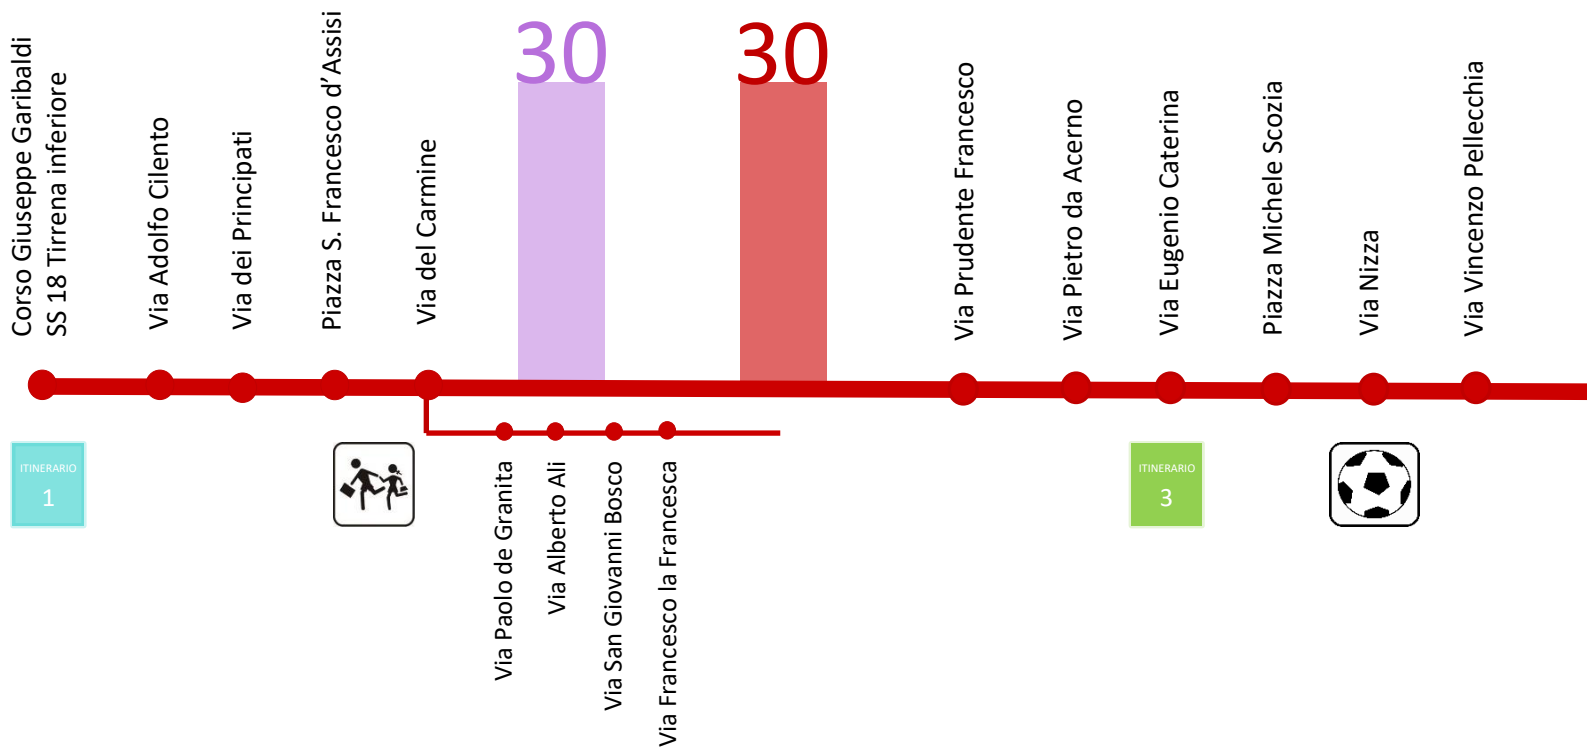 Corso Giuseppe Garibaldi
SS 18 Tirrena inferiore
Via Adolfo Cilento
Via dei Principati
Piazza S. Francesco d’Assisi
Via del Carmine
30
30
Via Prudente Francesco
Via Pietro da Acerno
Via Eugenio Caterina
Piazza Michele Scozia
Via Nizza
Via Vincenzo Pellecchia
ITINERARIO
1
Via Paolo de Granita
Via Alberto Ali
Via San Giovanni Bosco
Via Francesco la Francesca
ITINERARIO
3